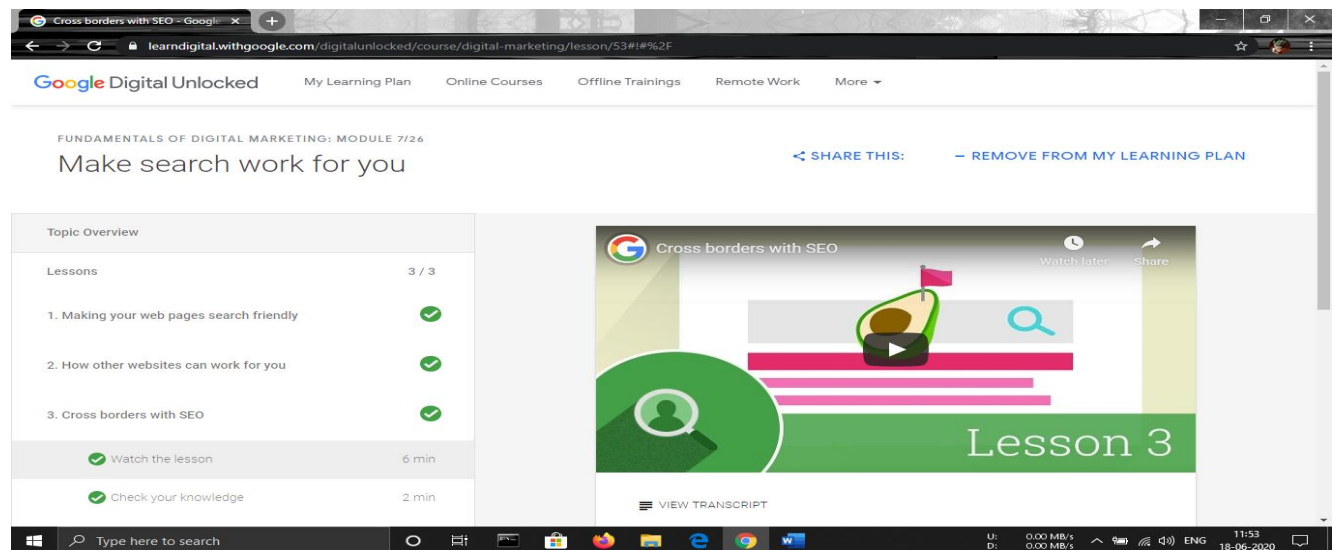 Cross borders with SEO - Google
learndigital.withgoogle.com/digitalunlocked/course/digital-marketing/lesson/53#!#%2F
Google Digital Unlocked My Learning Plan Online Courses Offline Trainings Remote Work More
FUNDAMENTALS OF DIGITAL MARKETING: MODULE 7/26
Make search work for you
SHARE THIS: REMOVE FROM MY LEARNING PLAN
Topic Overview
Lessons 3 / 3
1. Making your web pages search friendly
2. How other websites can work for you
3. Cross borders with SEO
Watch the lesson 6 min
Check your knowledge 2 min
Cross borders with SEO
Watch later Share
Lesson 3
VIEW TRANSCRIPT
Type here to search
U: 0.00 MB/s
D: 0.00 MB/s
ENG
11:53
18-06-2020